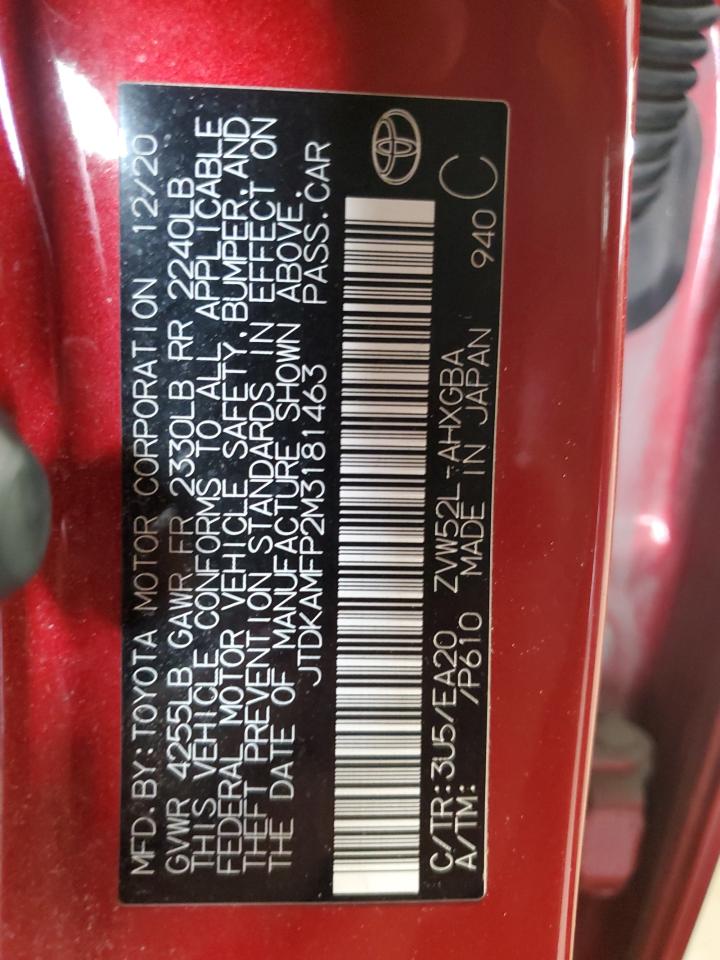 MFD.BY:TOYOTA MOTOR CORPORATION 12/20
GVWR 4255LB GAWR FR 2330LB RR 2240LB
THIS VEHICLE CONFORMS TO ALL APPLICABLE
FEDERAL MOTOR VEHICLE SAFETY,BUMPER,AND
THEFT PREVENTION STANDARDS IN EFFECT ON
THE DATE OF MANUFACTURE SHOWN ABOVE.
JTDKAMFP2M3181463 PASS.CAR
C/TR:3U5/EA20 ZVW52L-AHXGBA 940 C
A/TM: /P610 MADE IN JAPAN